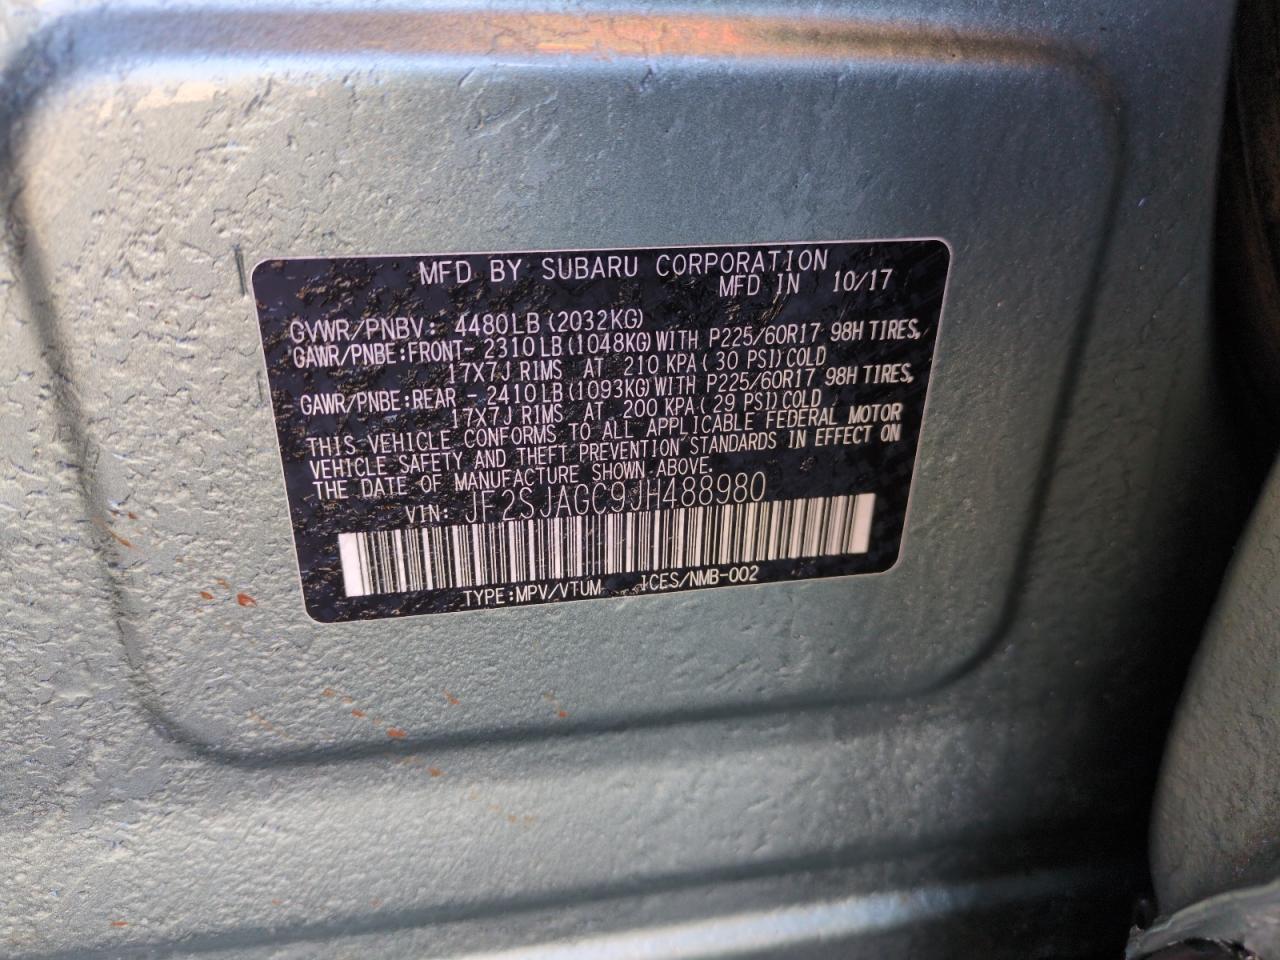 MFD BY SUBARU CORPORATION
MFD IN 10/17
GVWR/PNBV: 4480LB (2032KG)
GAWR/PNBE:FRONT- 2310LB (1048KG) WITH P225/60R17 98H TIRES,
17X7J RIMS AT 210 KPA( 30 PSI) COLD
GAWR/PNBE:REAR - 2410LB (1093KG) WITH P225/60R17 98H TIRES,
17X7J RIMS AT 200 KPA( 29 PSI) COLD
THIS VEHICLE CONFORMS TO ALL APPLICABLE FEDERAL MOTOR
VEHICLE SAFETY AND THEFT PREVENTION STANDARDS IN EFFECT ON
THE DATE OF MANUFACTURE SHOWN ABOVE.
VIN: JF2SJAGC9JH488980
TYPE:MPV/VTUM ICES/NMB-002